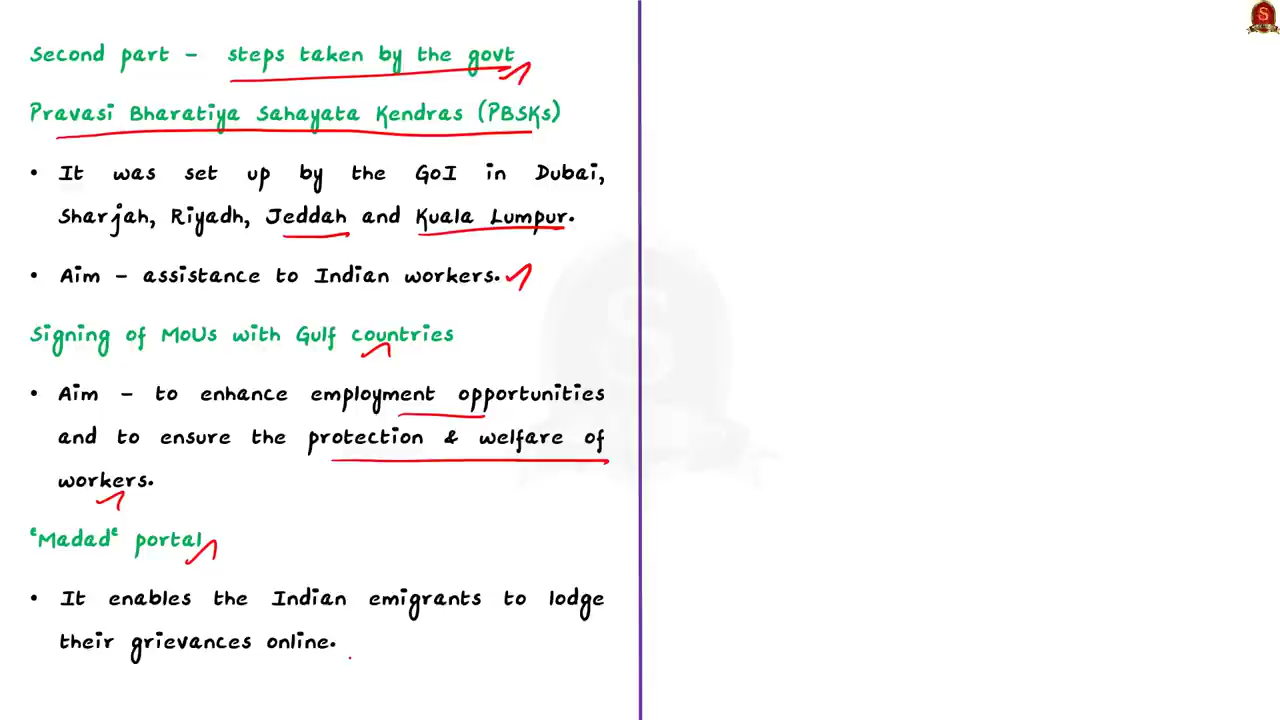 Second part – steps taken by the govt
Pravasi Bharatiya Sahayata Kendras (PBSKs)
• It was set up by the GoI in Dubai,
Sharjah, Riyadh, Jeddah and Kuala Lumpur.
• Aim – assistance to Indian workers.
Signing of MoUs with Gulf countries
• Aim – to enhance employment opportunities
and to ensure the protection & welfare of
workers.
‘Madad‘ portal
• It enables the Indian emigrants to lodge
their grievances online.
S
S